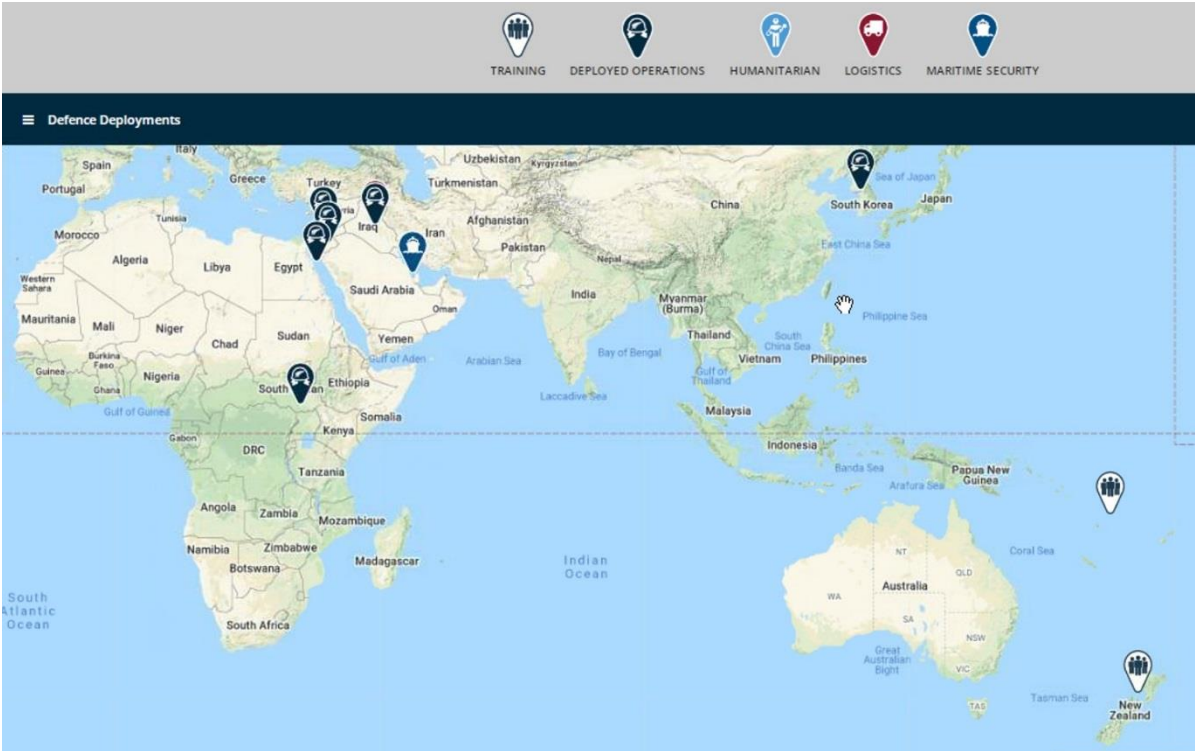 TRAINING
DEPLOYED OPERATIONS
HUMANITARIAN
LOGISTICS
MARITIME SECURITY
Defence Deployments
Italy
Spain
Uzbekistan
Kyrgyzstan
Greece
Turkey
Turkmenistan
Sea of Japan
Portugal
Japan
China
South Korea
Tunisia
Afghanistan
Morocco
Iraq
Iran
East China Sea
Pakistan
Algeria
Libya
Egypt
Nepal
Western
Sahara
Saudi Arabia
India
Myanmar
(Burma)
Oman
Philippine Sea
Mauritania
Mali
Niger
Chad
Sudan
Yemen
Thailand
South
China Sea
Bay of Bengal
Gulf of Aden
Arabian Sea
Vietnam
Philippines
Burkina
Faso
Guinea
Nigeria
Ghana
South
an
Ethiopia
Gulf of
Thailand
Laccadive Sea
Gulf of Guinea
Somalia
Malaysia
Kenya
Gabon
DRC
Indonesia
Tanzania
Banda Sea
Papua New
Guinea
Arafura Sea
Angola
Zambia
Mozambique
Namibia
Zimbabwe
Botswana
Madagascar
Indian
Ocean
Coral Sea
NT
QLD
Australia
WA
South
Atlantic
Ocean
SA
South Africa
NSW
Great
Australian
Bight
VIC
Tasman Sea
TAS
New
Zealand